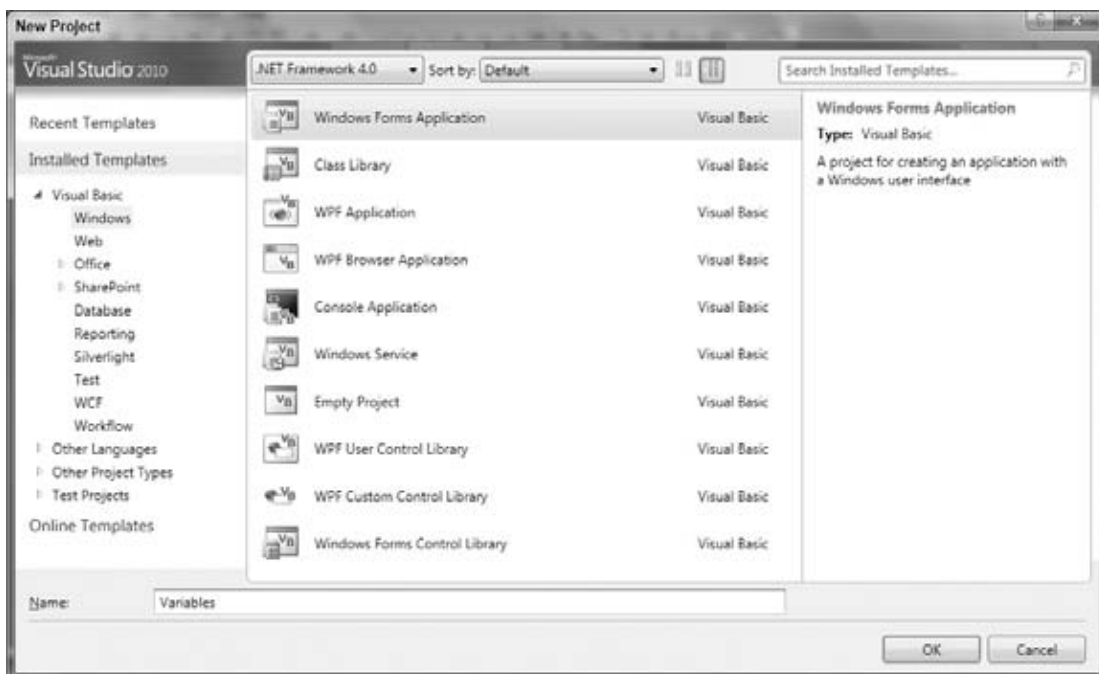 New Project
Microsoft
Visual Studio 2010
.NET Framework 4.0
Sort by: Default
Search Installed Templates...
Recent Templates
Installed Templates
Visual Basic
Windows
Web
Office
SharePoint
Database
Reporting
Silverlight
Test
WCF
Workflow
Other Languages
Other Project Types
Test Projects
Online Templates
Windows Forms Application Visual Basic
Class Library Visual Basic
WPF Application Visual Basic
WPF Browser Application Visual Basic
Console Application Visual Basic
Windows Service Visual Basic
Empty Project Visual Basic
WPF User Control Library Visual Basic
WPF Custom Control Library Visual Basic
Windows Forms Control Library Visual Basic
Windows Forms Application
Type: Visual Basic
A project for creating an application with
a Windows user interface
Name: Variables
OK Cancel